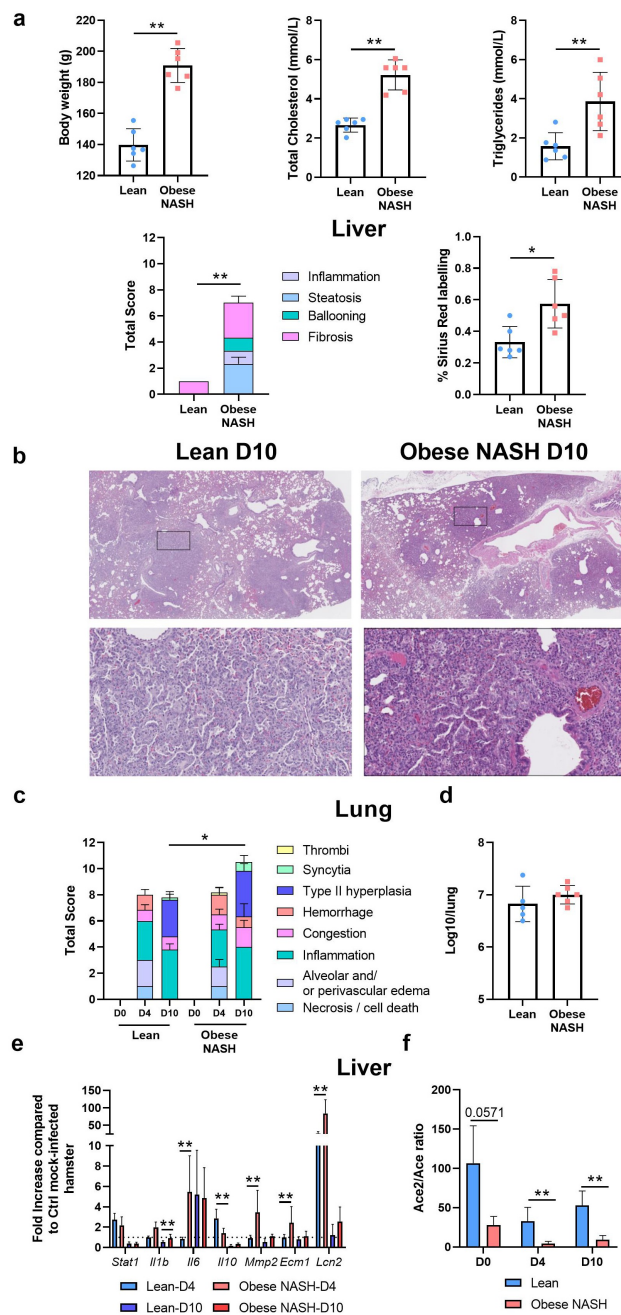 a
Body weight (g)
220
200
180
160
140
120
**
Lean
Obese
NASH
Total Cholesterol (mmol/L)
8
6
4
2
0
**
Lean
Obese
NASH
Triglycerides (mmol/L)
8
6
4
2
0
**
Lean
Obese
NASH
Liver
Total Score
12
10
8
6
4
2
0
**
Lean
Obese
NASH
Inflammation
Steatosis
Ballooning
Fibrosis
% Sirius Red labelling
1.0
0.8
0.6
0.4
0.2
0.0
*
Lean
Obese
NASH
b
Lean D10
Obese NASH D10
c
Lung
Total Score
12
10
8
6
4
2
0
*
D0 D4 D10 D0 D4 D10
Lean
Obese
NASH
Thrombi
Syncytia
Type II hyperplasia
Hemorrhage
Congestion
Inflammation
Alveolar and/
or perivascular edema
Necrosis / cell death
d
Log10/lung
8
7
6
5
Lean
Obese
NASH
e
Liver
Fold Increase compared
to Ctrl mock-infected
hamster
150
100
50
10
8
6
4
2
0
** ** ** ** ** **
Stat1 Il1b Il6 Il10 Mmp2 Ecm1 Lcn2
Lean-D4
Obese NASH-D4
Lean-D10
Obese NASH-D10
f
Ace2/Ace ratio
200
150
100
50
0
0.0571
**
**
D0 D4 D10
Lean
Obese NASH